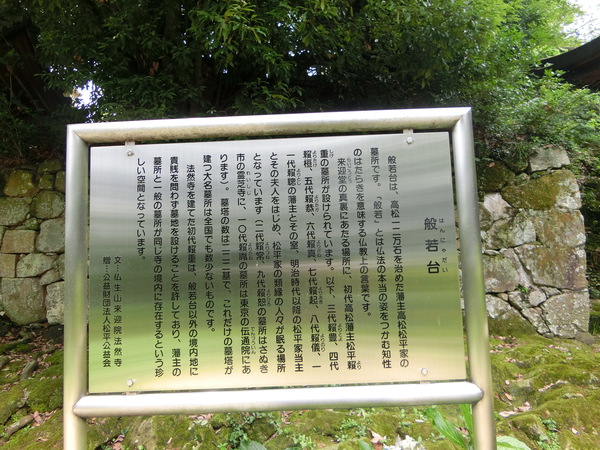 般若台
はんにゃだい
般若台は、高松一二万石を治めた藩主高松松平家の
墓所です。「般若」とは仏法の本当の姿をつかむ知性
のはたらきを意味する仏教上の言葉です。
来迎堂の真裏にあたる場所に、初代高松藩主松平頼
重の墓所が設けられています。以下、三代頼豊、四代
頼桓、五代頼恭、六代頼真、七代頼起、八代頼儀、一
一代頼聰の藩主とその室、明治時代以降の松平家当主
とその夫人をはじめ、松平家の類縁の人々が眠る場所
となっています（二代頼常、九代頼恕の墓所はさぬき
市の霊芝寺に、一〇代頼胤の墓所は東京の伝通院にあ
ります）。墓塔の数は二二二基で、これだけの墓塔が
建つ大名墓所は全国でも数少ないものです。
法然寺を建てた初代頼重は、般若台以外の境内地に
貴賎を問わず墓地を設けることを許しており、藩主の
墓所と一般の墓所が同じ寺の境内に存在するという珍
しい空間となっています。
文…仏生山来迎院法然寺
贈…公益財団法人松平公益会